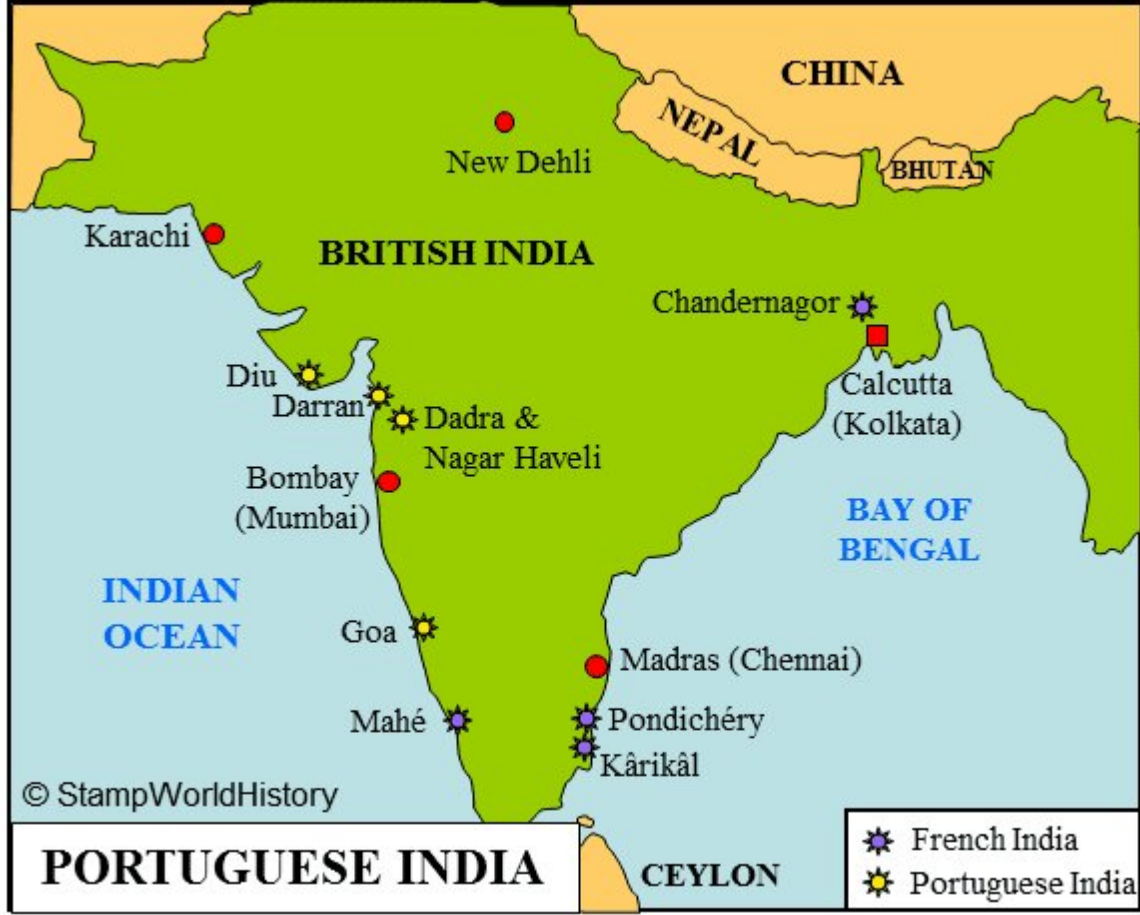 CHINA
NEPAL
BHUTAN
New Dehli
Karachi
BRITISH INDIA
Chandernagor
Diu
Darran
Dadra &
Nagar Haveli
Calcutta
(Kolkata)
Bombay
(Mumbai)
BAY OF
BENGAL
INDIAN
OCEAN
Goa
Madras (Chennai)
Mahé
Pondichéry
Kârikâl
© StampWorldHistory
PORTUGUESE INDIA
CEYLON
French India
Portuguese India